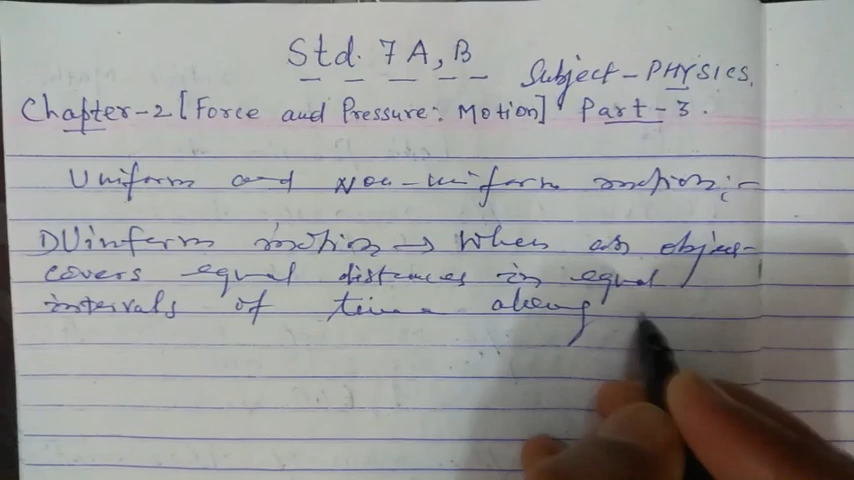 Std. 7 A, B
Subject - PHYSICS.
Chapter-2 [Force and Pressure: Motion] Part-3.
Uniform and Non-uniform motion:-
1) Uinform motion → When an object
covers equal distances in equal
intervals of time along